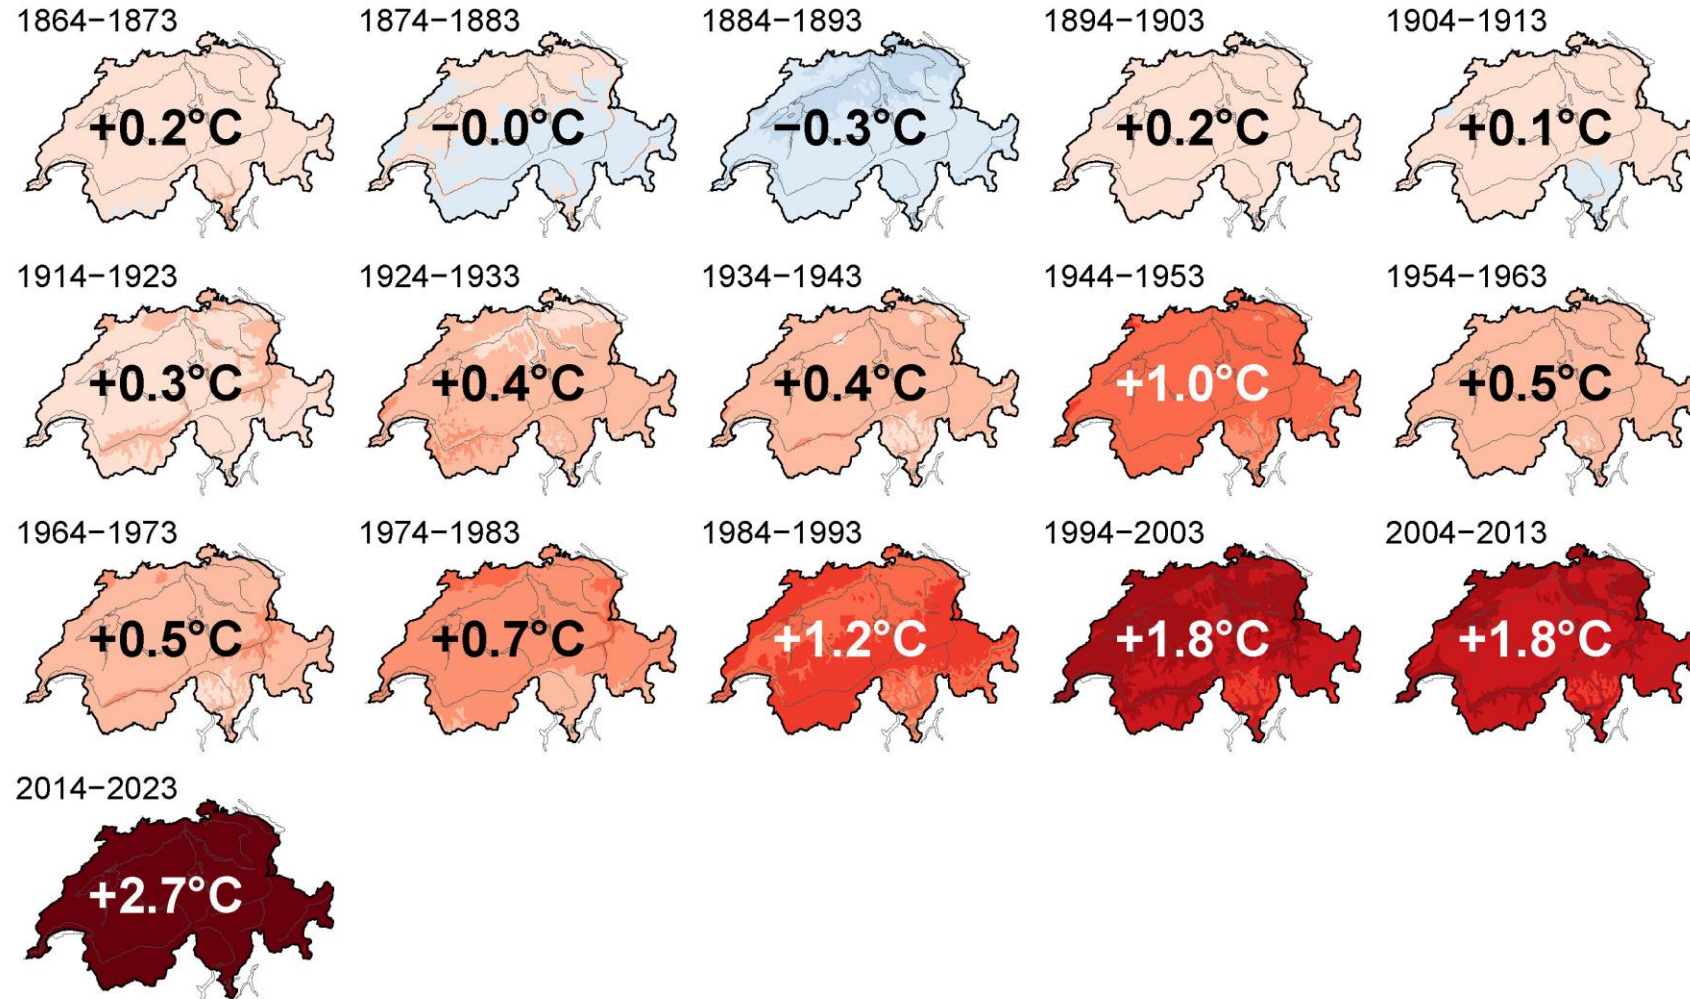 1864−1873 1874−1883 1884−1893 1894−1903 1904−1913
+0.2°C −0.0°C −0.3°C +0.2°C +0.1°C
1914−1923 1924−1933 1934−1943 1944−1953 1954−1963
+0.3°C +0.4°C +0.4°C +1.0°C +0.5°C
1964−1973 1974−1983 1984−1993 1994−2003 2004−2013
+0.5°C +0.7°C +1.2°C +1.8°C +1.8°C
2014−2023
+2.7°C